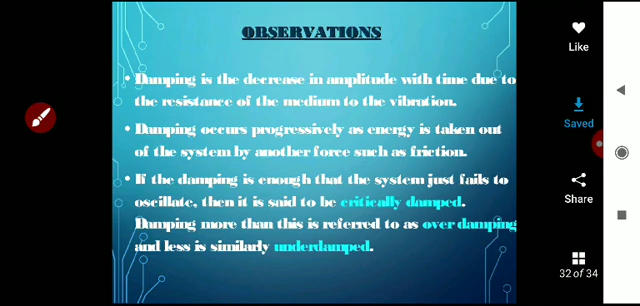 OBSERVATIONS
• Damping is the decrease in amplitude with time due to
the resistance of the medium to the vibration.
• Damping occurs progressively as energy is taken out
of the system by another force such as friction.
• If the damping is enough that the system just fails to
oscillate, then it is said to be critically damped.
Damping more than this is referred to as over damping
and less is similarly underdamped.
Like
Saved
Share
32 of 34